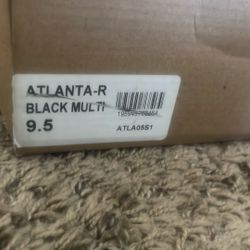 ATLANTA-R
BLACK MULTI
9.5
ATLA05S1